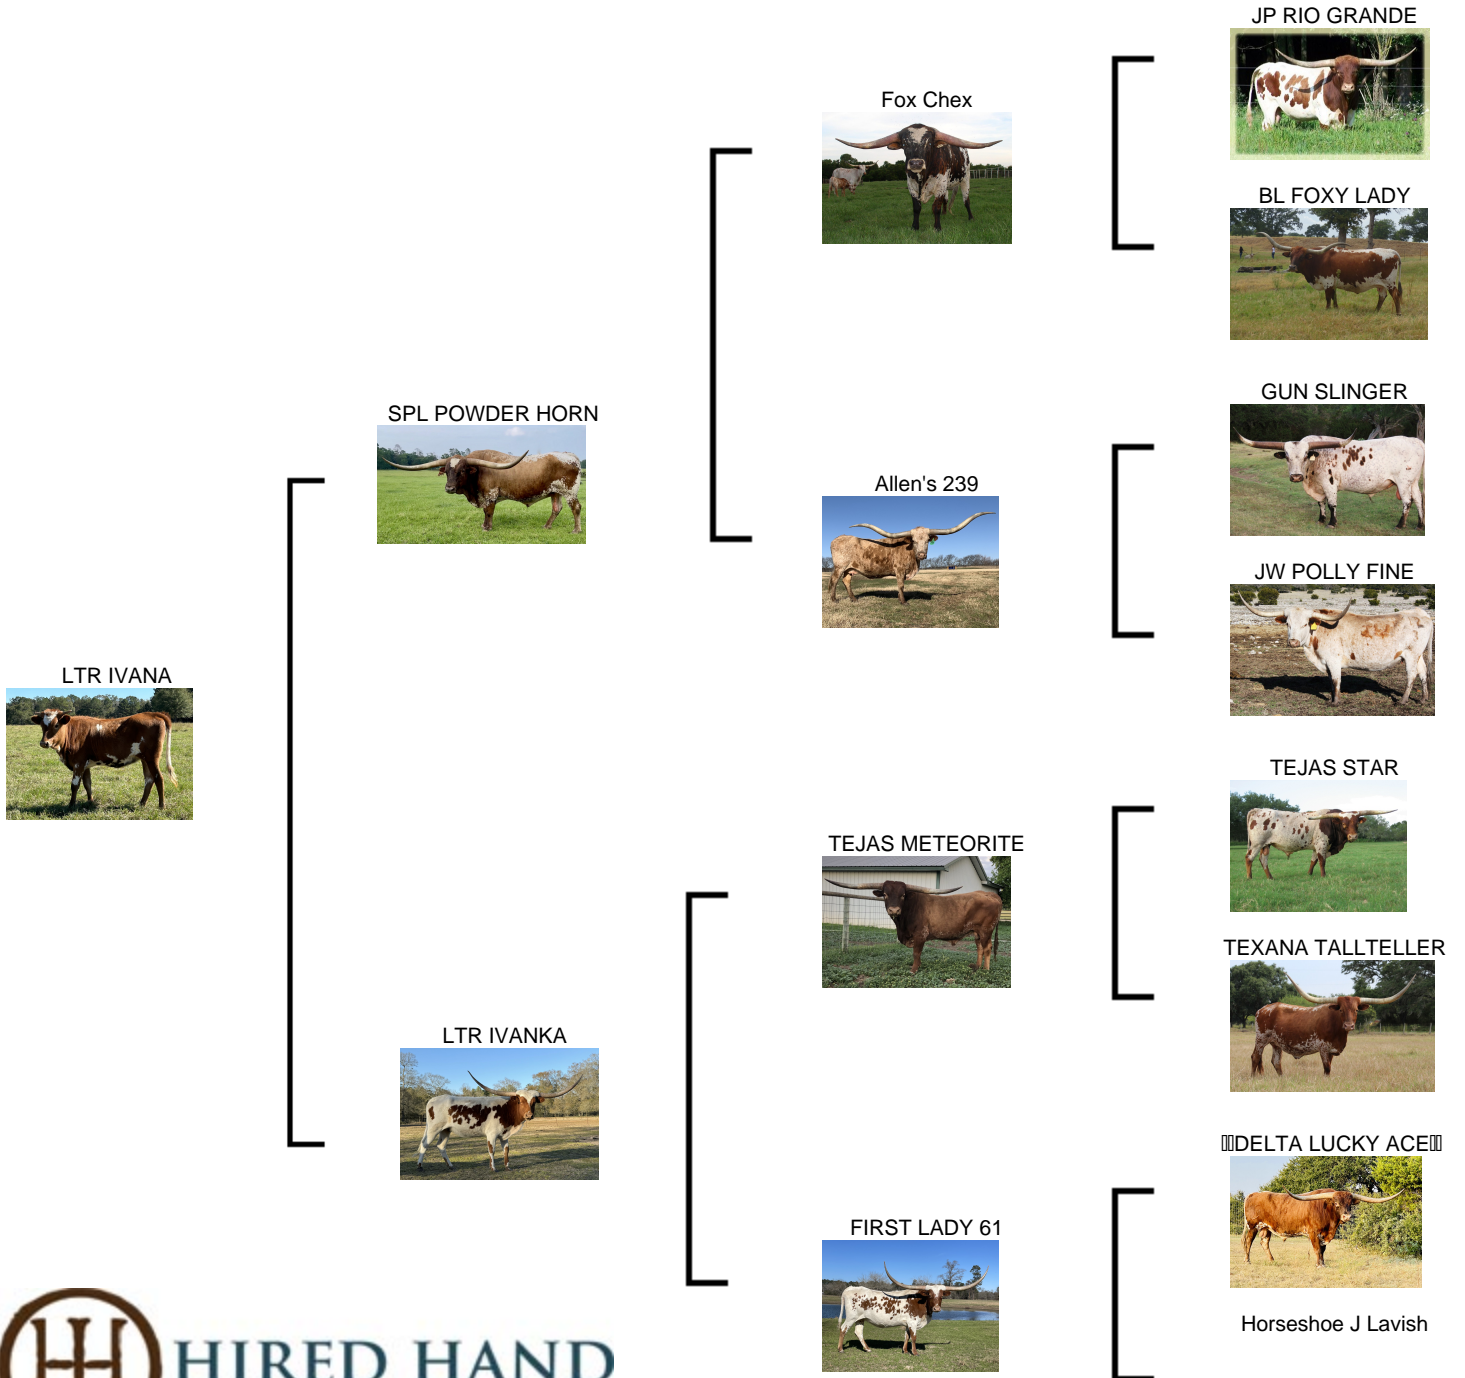 JP RIO GRANDE
Fox Chex
BL FOXY LADY
GUN SLINGER
SPL POWDER HORN
Allen's 239
JW POLLY FINE
LTR IVANA
TEJAS STAR
TEJAS METEORITE
TEXANA TALLTELLER
LTR IVANKA
DELTA LUCKY ACE
FIRST LADY 61
Horseshoe J Lavish
HIRED HAND